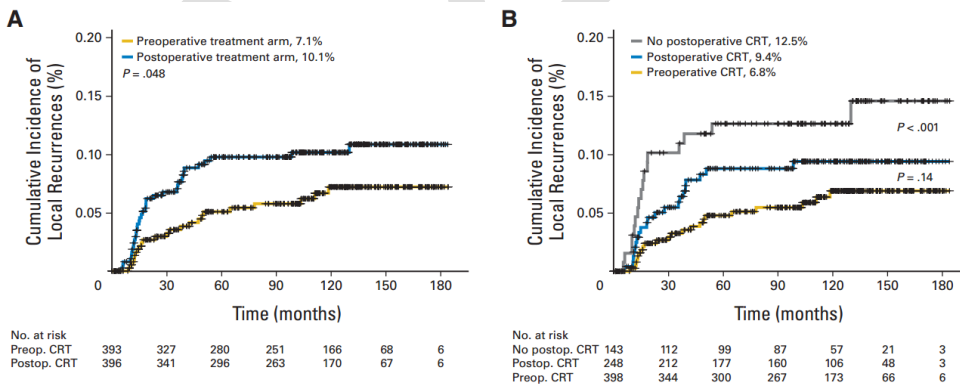 A
Cumulative Incidence of
Local Recurrences (%)
0.20
0.15
0.10
0.05
Preoperative treatment arm, 7.1%
Postoperative treatment arm, 10.1%
P = .048
0 30 60 90 120 150 180
Time (months)
No. at risk
Preop. CRT 393 327 280 251 166 68 6
Postop. CRT 396 341 296 263 170 67 6
B
Cumulative Incidence of
Local Recurrences (%)
0.20
0.15
0.10
0.05
No postoperative CRT, 12.5%
Postoperative CRT, 9.4%
Preoperative CRT, 6.8%
P < .001
P = .14
0 30 60 90 120 150 180
Time (months)
No. at risk
No postop. CRT 143 112 99 87 57 21 3
Postop. CRT 248 212 177 160 106 48 3
Preop. CRT 398 344 300 267 173 66 6